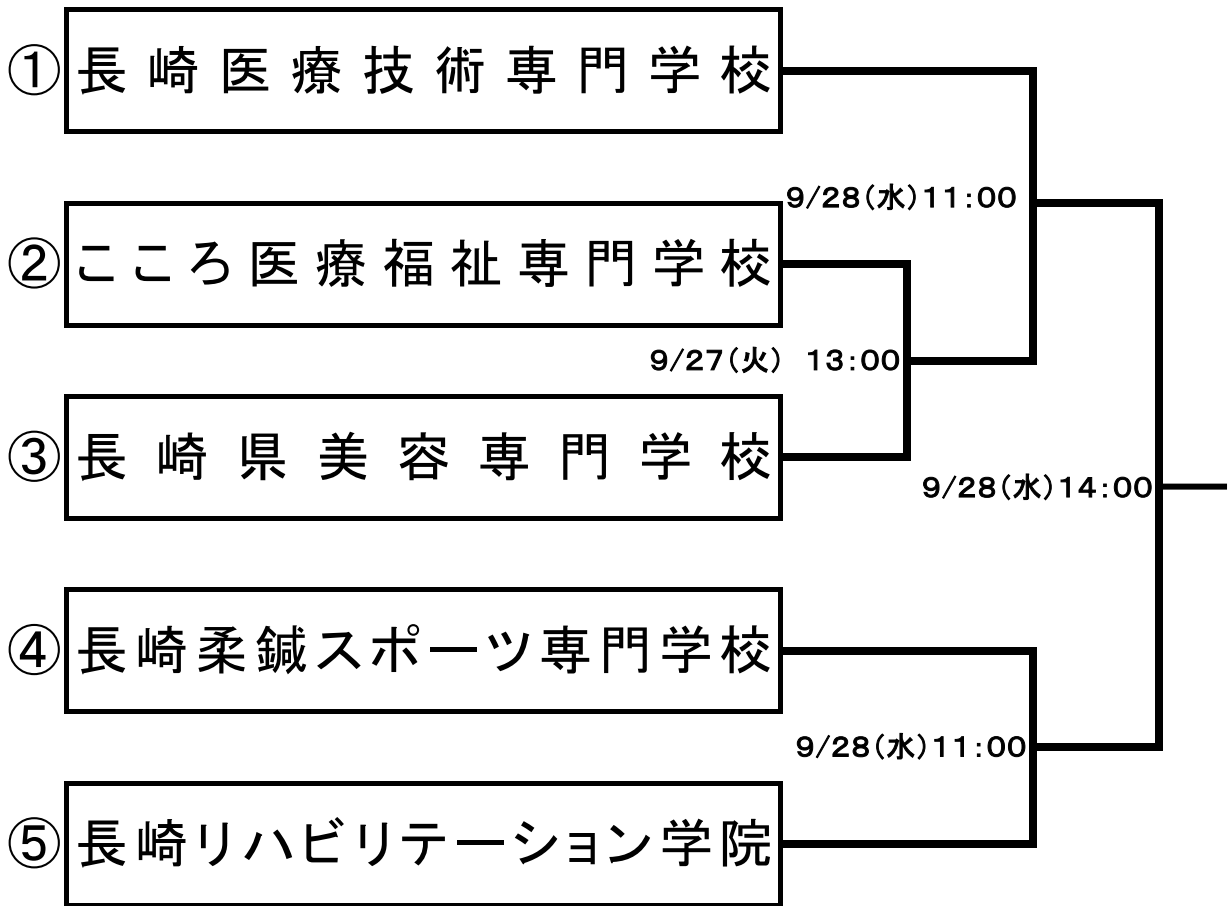 ①長崎医療技術専門学校
9/28(水)11:00
②こころ医療福祉専門学校
9/27(火) 13:00
③長崎県美容専門学校
9/28(水)14:00
④長崎柔鍼スポーツ専門学校
9/28(水)11:00
⑤長崎リハビリテーション学院